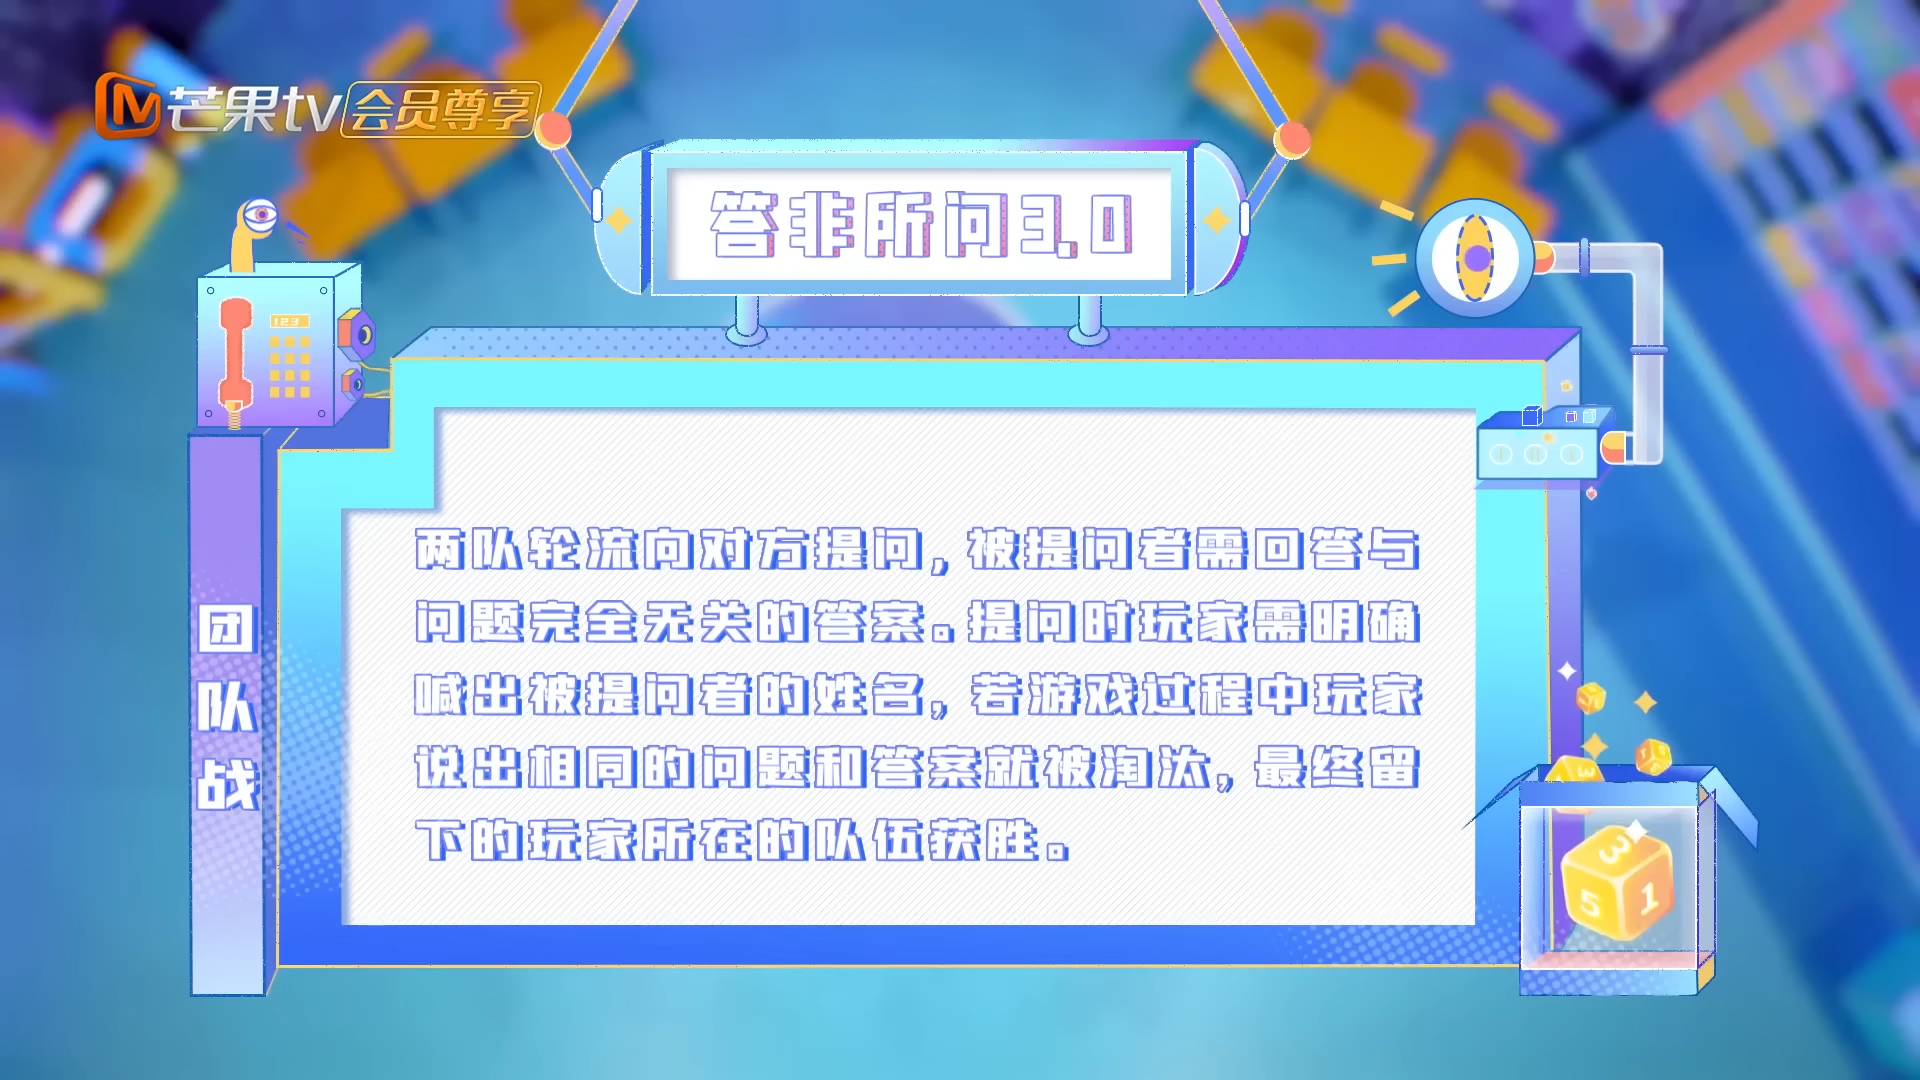 芒果tv会员尊享
答非所问3.0
123
两队轮流向对方提问，被提问者需回答与
问题完全无关的答案。提问时玩家需明确
喊出被提问者的姓名，若游戏过程中玩家
说出相同的问题和答案就被淘汰，最终留
下的玩家所在的队伍获胜。
团队战
3
3
5 1